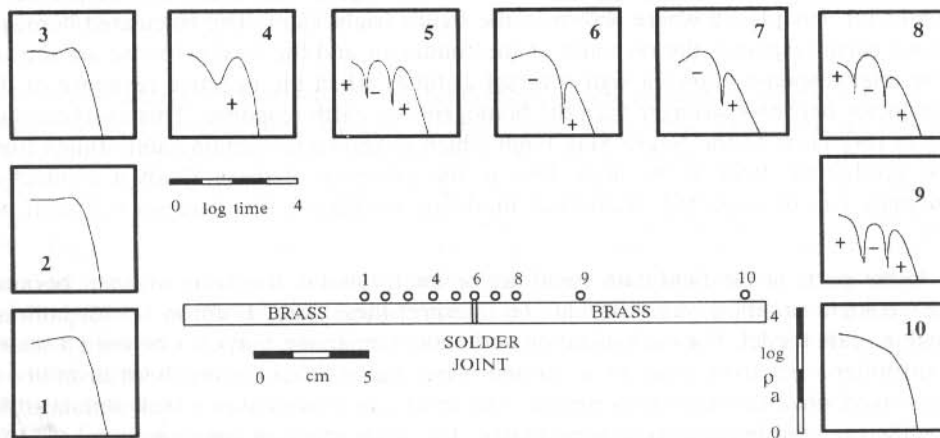 3
4
5
6
7
8
+
+ − +
− +
+
+ − +
0 4
log time
2
9
+ − +
1 6 8 9 10
BRASS BRASS
SOLDER
JOINT
0 5
cm
4
log
ρ
a
0
10
1